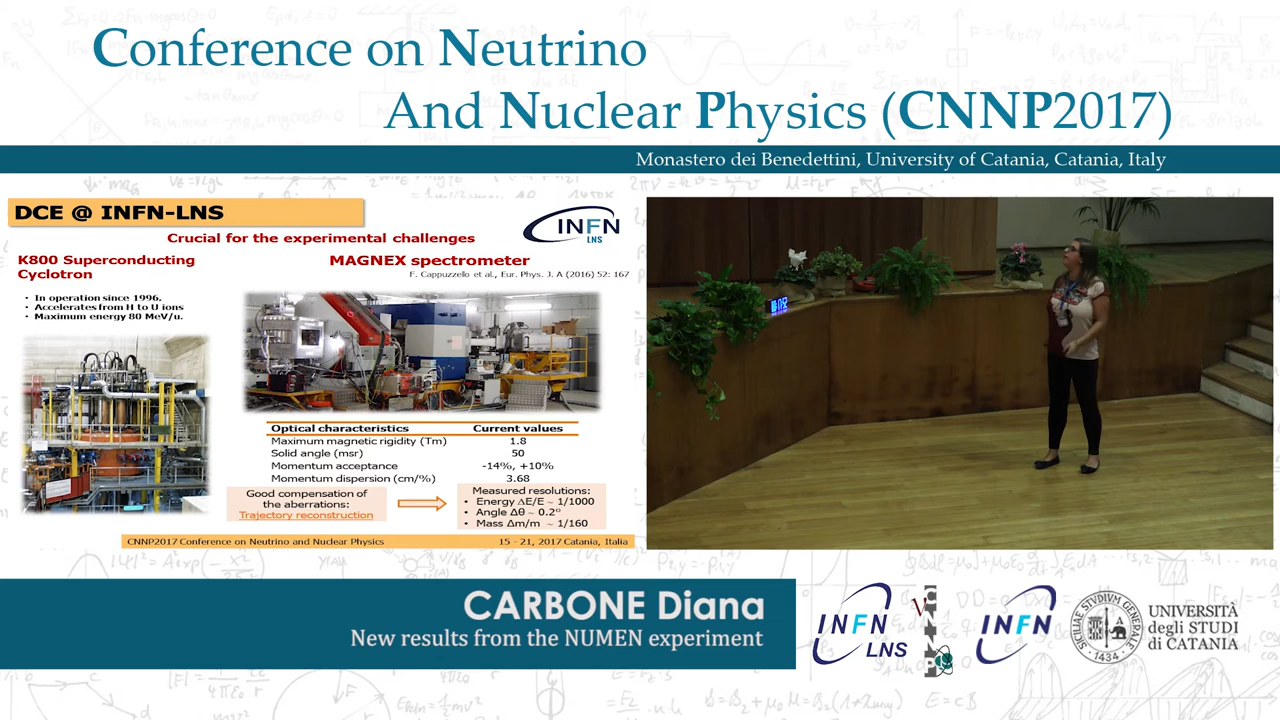 Conference on Neutrino
And Nuclear Physics (CNNP2017)
Monastero dei Benedettini, University of Catania, Catania, Italy
DCE @ INFN-LNS
INFN
LNS
Crucial for the experimental challenges
K800 Superconducting
Cyclotron
MAGNEX spectrometer
F. Cappuzzello et al., Eur. Phys. J. A (2016) 52: 167
• In operation since 1996.
• Accelerates from H to U ions
• Maximum energy 80 MeV/u.
Optical characteristics Current values
Maximum magnetic rigidity (Tm) 1.8
Solid angle (msr) 50
Momentum acceptance -14%, +10%
Momentum dispersion (cm/%) 3.68
Good compensation of
the aberrations:
Trajectory reconstruction
Measured resolutions:
• Energy ΔE/E ~ 1/1000
• Angle Δθ ~ 0.2°
• Mass Δm/m ~ 1/160
CNNP2017 Conference on Neutrino and Nuclear Physics 15 - 21, 2017 Catania, Italia
CARBONE Diana
New results from the NUMEN experiment
INFN
LNS
INFN
1434
UNIVERSITÀ
degli STUDI
di CATANIA